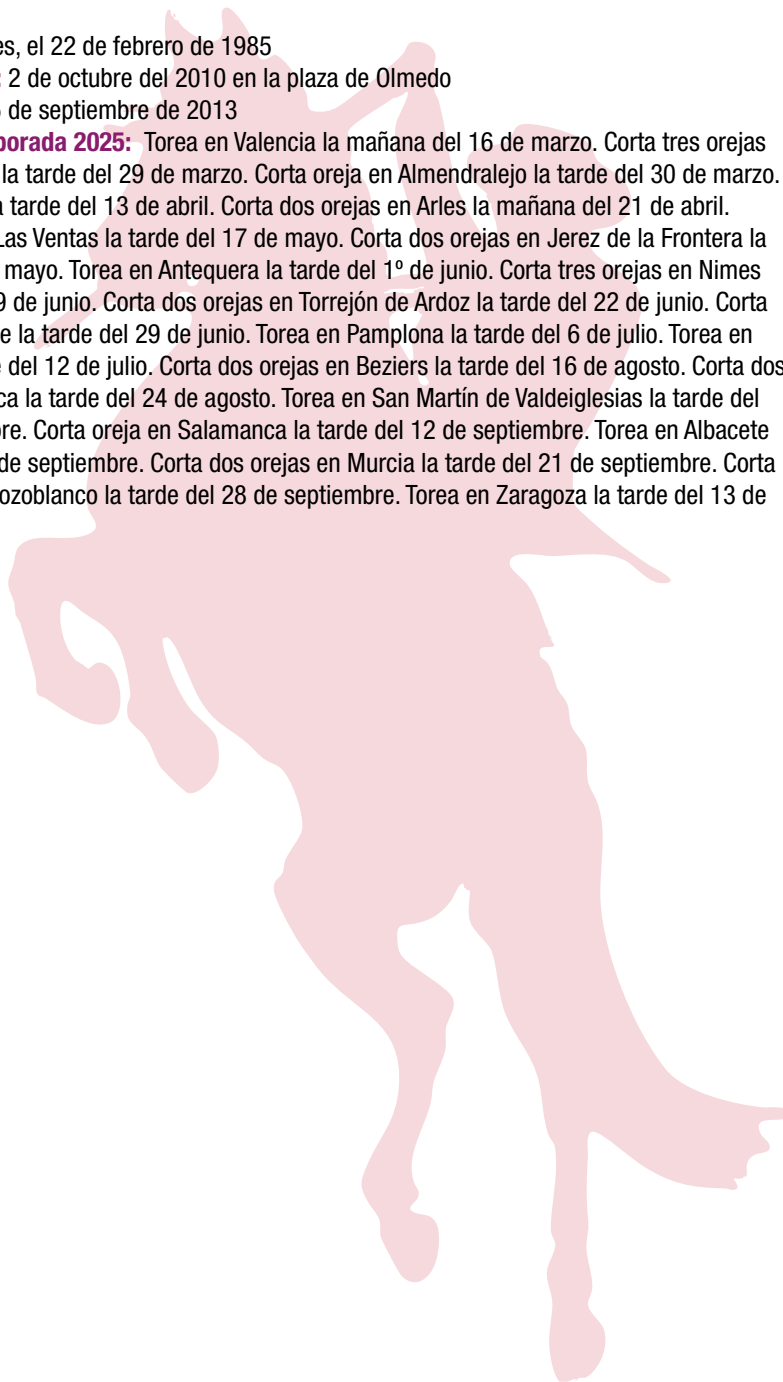 es, el 22 de febrero de 1985
: 2 de octubre del 2010 en la plaza de Olmedo
de septiembre de 2013
porada 2025: Torea en Valencia la mañana del 16 de marzo. Corta tres orejas
la tarde del 29 de marzo. Corta oreja en Almendralejo la tarde del 30 de marzo.
a tarde del 13 de abril. Corta dos orejas en Arles la mañana del 21 de abril.
Las Ventas la tarde del 17 de mayo. Corta dos orejas en Jerez de la Frontera la
mayo. Torea en Antequera la tarde del 1º de junio. Corta tres orejas en Nimes
9 de junio. Corta dos orejas en Torrejón de Ardoz la tarde del 22 de junio. Corta
e la tarde del 29 de junio. Torea en Pamplona la tarde del 6 de julio. Torea en
e del 12 de julio. Corta dos orejas en Beziers la tarde del 16 de agosto. Corta dos
ca la tarde del 24 de agosto. Torea en San Martín de Valdeiglesias la tarde del
bre. Corta oreja en Salamanca la tarde del 12 de septiembre. Torea en Albacete
de septiembre. Corta dos orejas en Murcia la tarde del 21 de septiembre. Corta
ozoblanco la tarde del 28 de septiembre. Torea en Zaragoza la tarde del 13 de